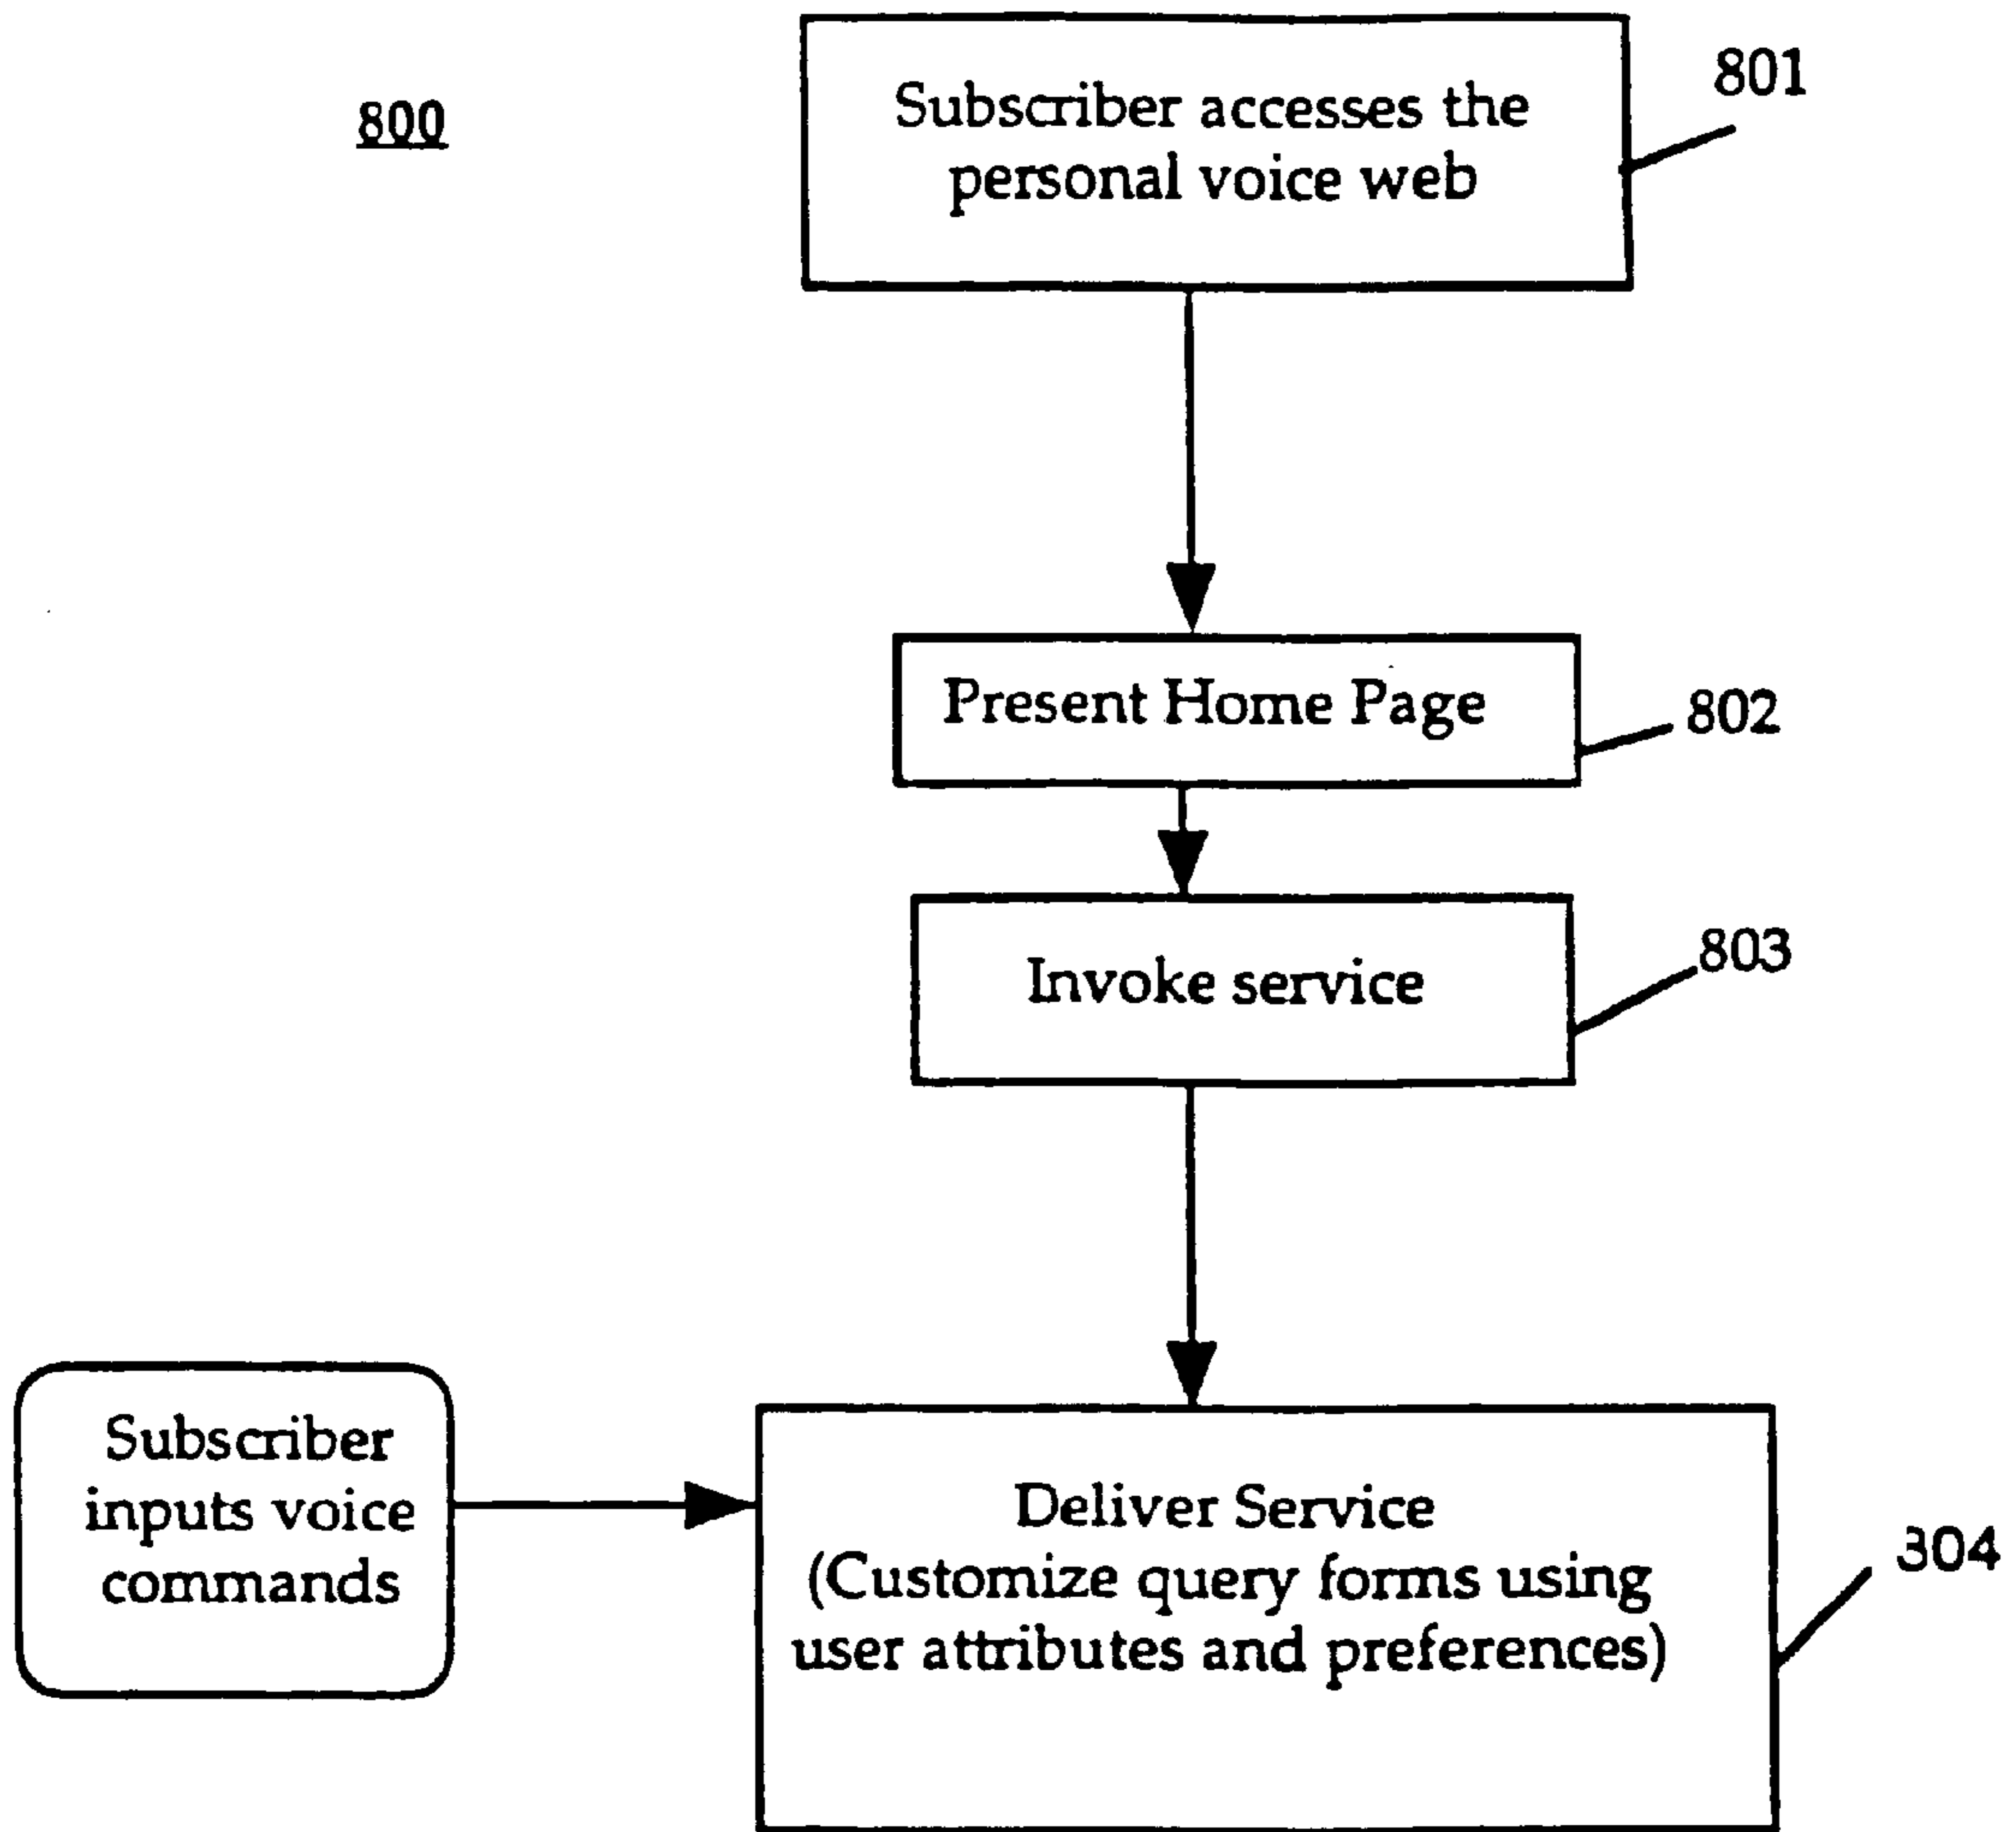 800
Subscriber accesses the
personal voice web
801
Present Home Page
802
Invoke service
803
Subscriber
inputs voice
commands
Deliver Service
(Customize query forms using
user attributes and preferences)
304